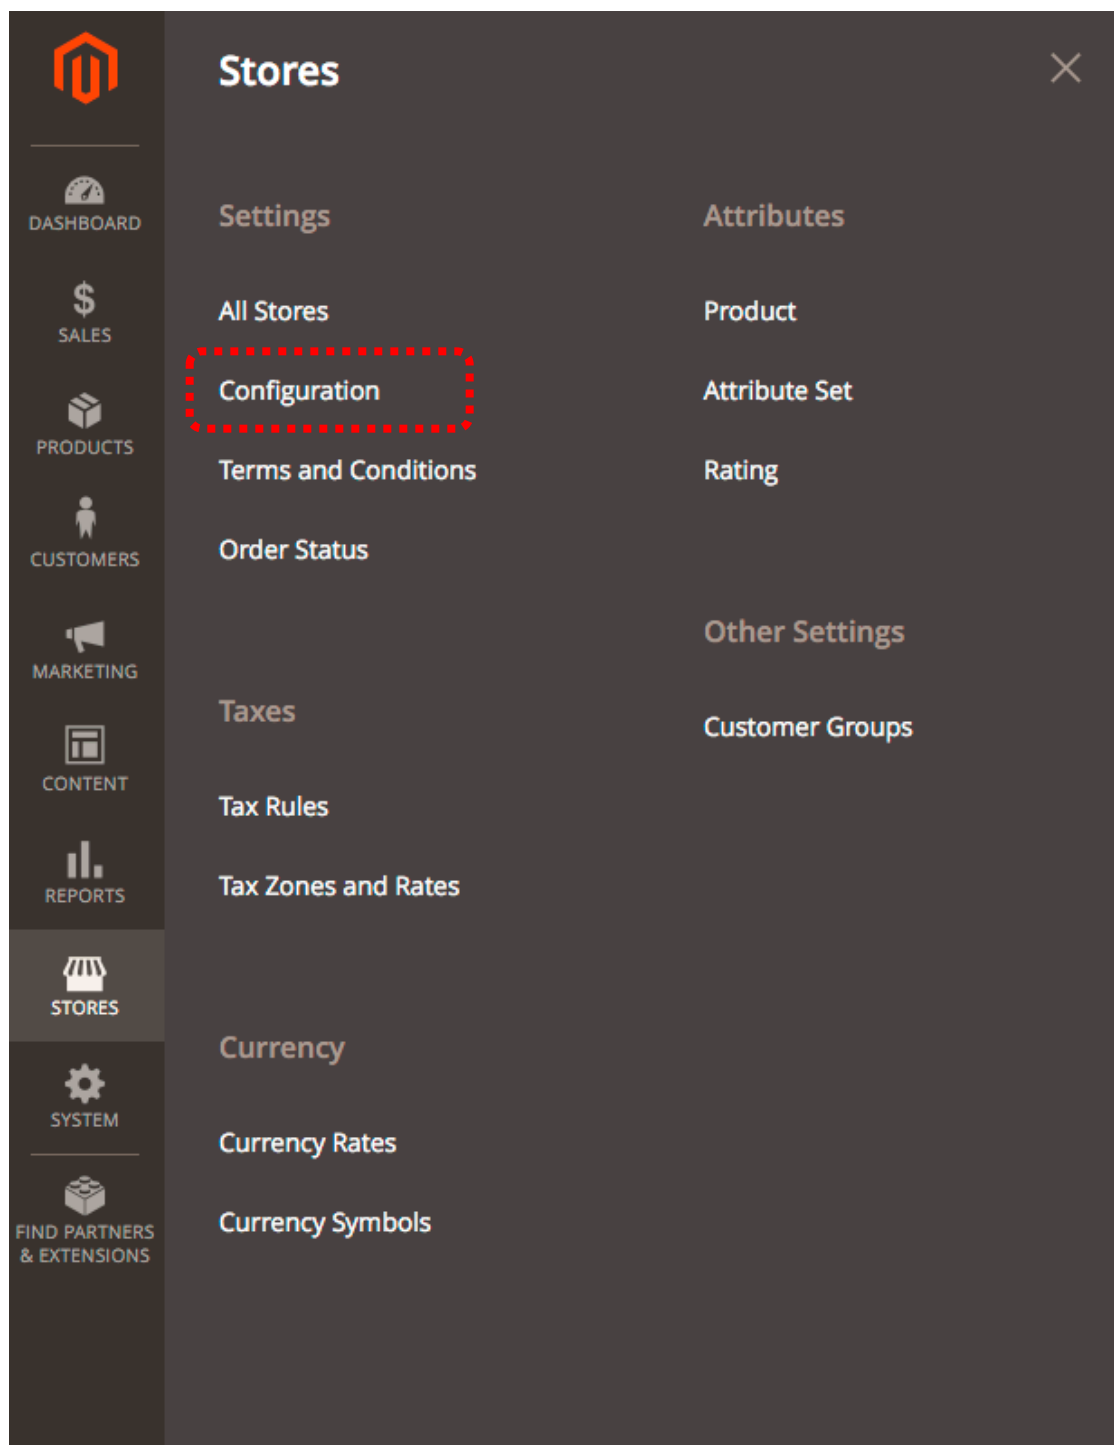 DASHBOARD
$
SALES
PRODUCTS
CUSTOMERS
MARKETING
CONTENT
REPORTS
STORES
SYSTEM
FIND PARTNERS
& EXTENSIONS
Stores
Settings
All Stores
Configuration
Terms and Conditions
Order Status
Taxes
Tax Rules
Tax Zones and Rates
Currency
Currency Rates
Currency Symbols
Attributes
Product
Attribute Set
Rating
Other Settings
Customer Groups